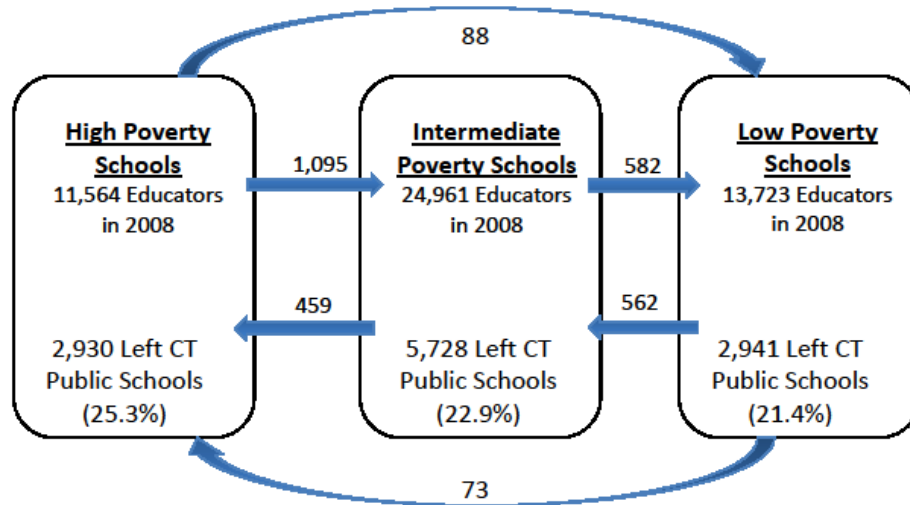 88
High Poverty
Schools
11,564 Educators
in 2008
1,095
Intermediate
Poverty Schools
24,961 Educators
in 2008
582
Low Poverty
Schools
13,723 Educators
in 2008
459
562
2,930 Left CT
Public Schools
(25.3%)
5,728 Left CT
Public Schools
(22.9%)
2,941 Left CT
Public Schools
(21.4%)
73